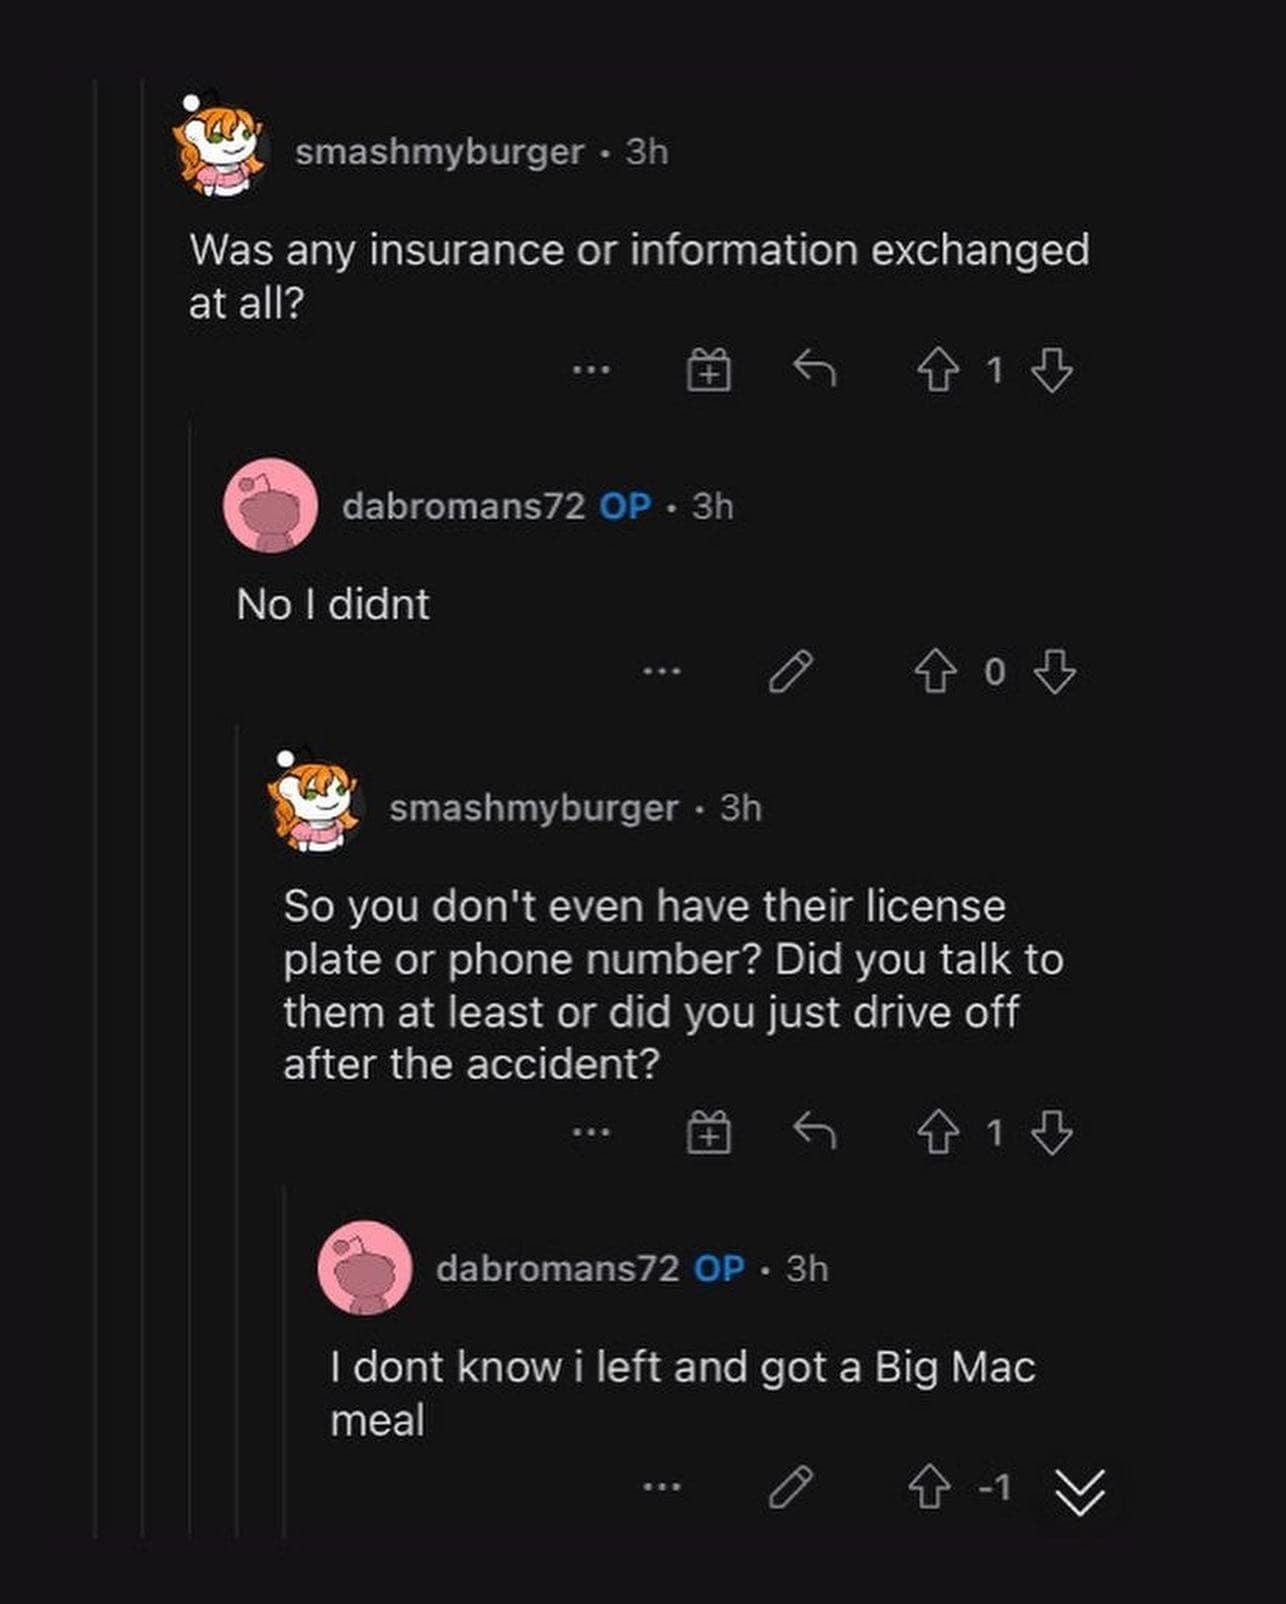 smashmyburger • 3h
Was any insurance or information exchanged
at all?
1
dabromans72 OP • 3h
No I didnt
0
smashmyburger • 3h
So you don't even have their license
plate or phone number? Did you talk to
them at least or did you just drive off
after the accident?
1
dabromans72 OP • 3h
I dont know i left and got a Big Mac
meal
-1